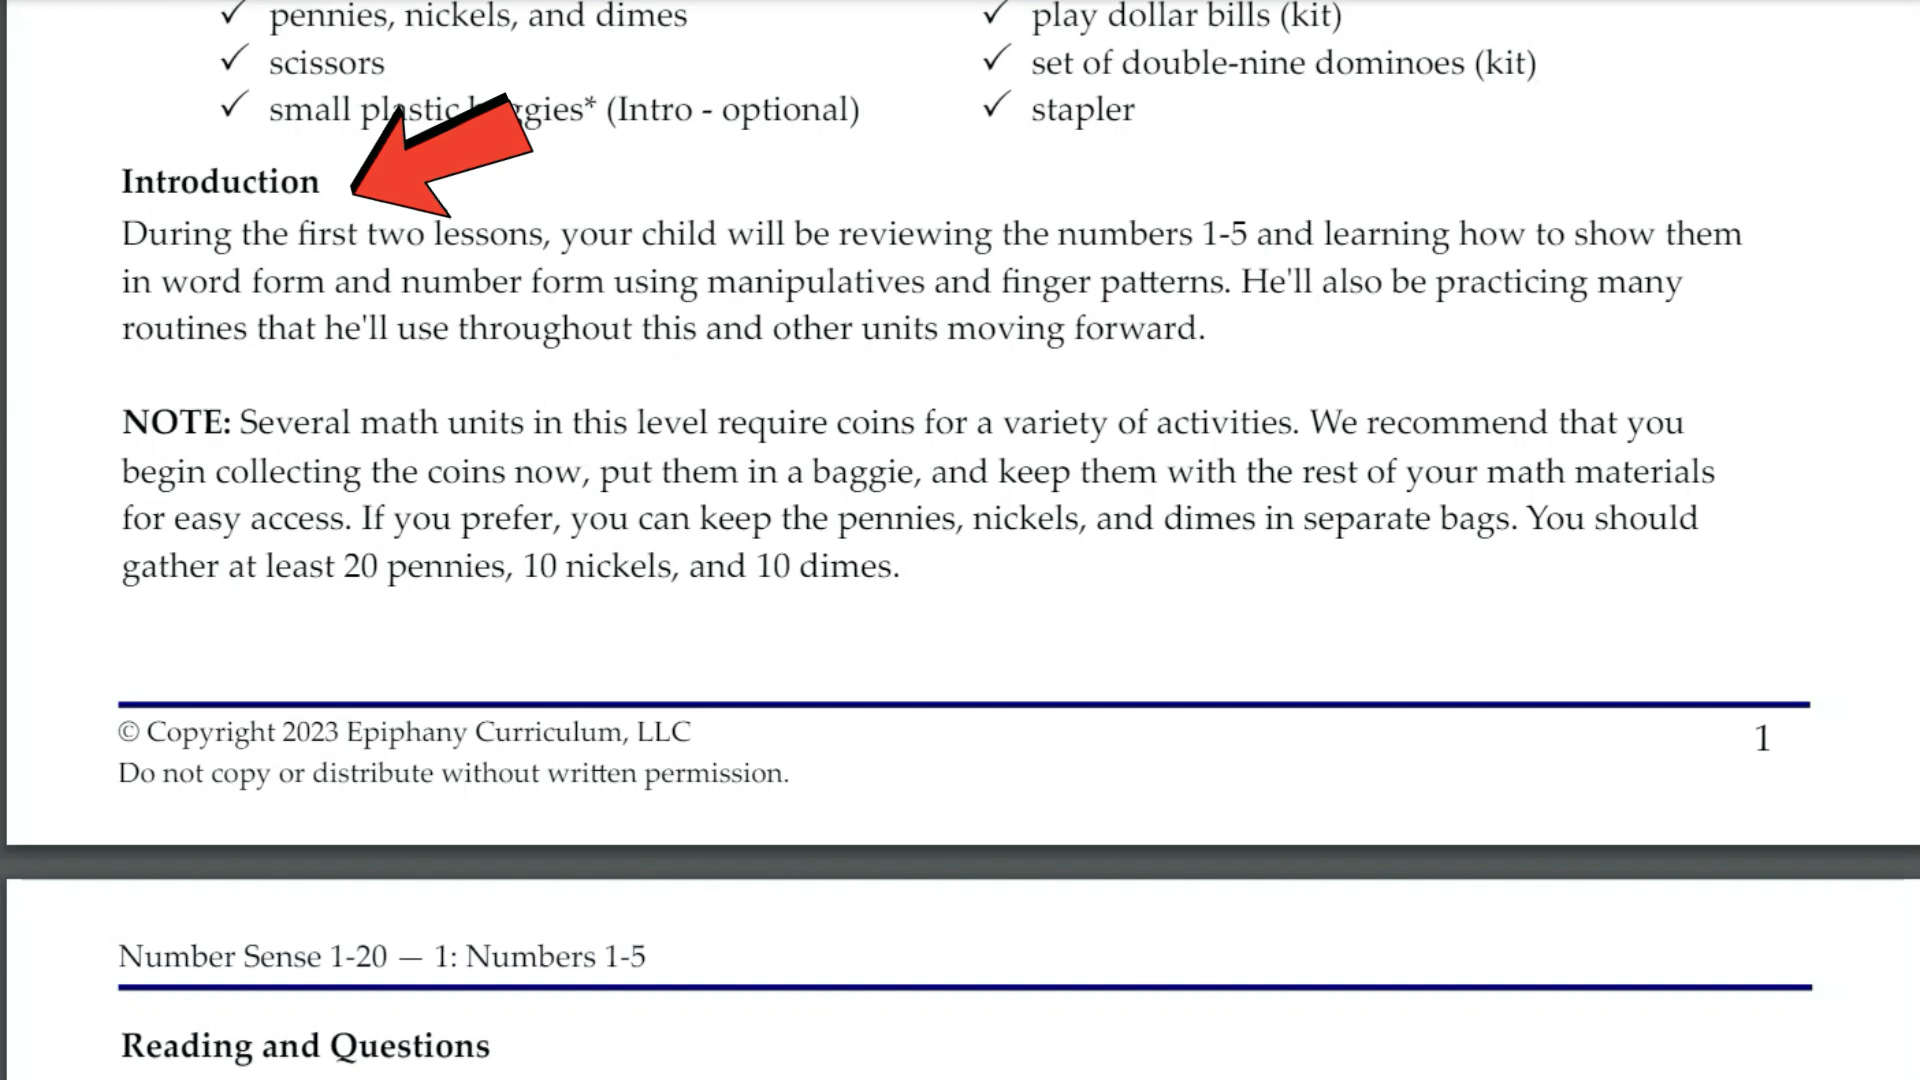 ✓ pennies, nickels, and dimes
✓ play dollar bills (kit)
✓ scissors
✓ set of double-nine dominoes (kit)
✓ small plastic baggies* (Intro - optional)
✓ stapler
Introduction
During the first two lessons, your child will be reviewing the numbers 1-5 and learning how to show them
in word form and number form using manipulatives and finger patterns. He'll also be practicing many
routines that he'll use throughout this and other units moving forward.
NOTE: Several math units in this level require coins for a variety of activities. We recommend that you
begin collecting the coins now, put them in a baggie, and keep them with the rest of your math materials
for easy access. If you prefer, you can keep the pennies, nickels, and dimes in separate bags. You should
gather at least 20 pennies, 10 nickels, and 10 dimes.
© Copyright 2023 Epiphany Curriculum, LLC
1
Do not copy or distribute without written permission.
Number Sense 1-20 — 1: Numbers 1-5
Reading and Questions